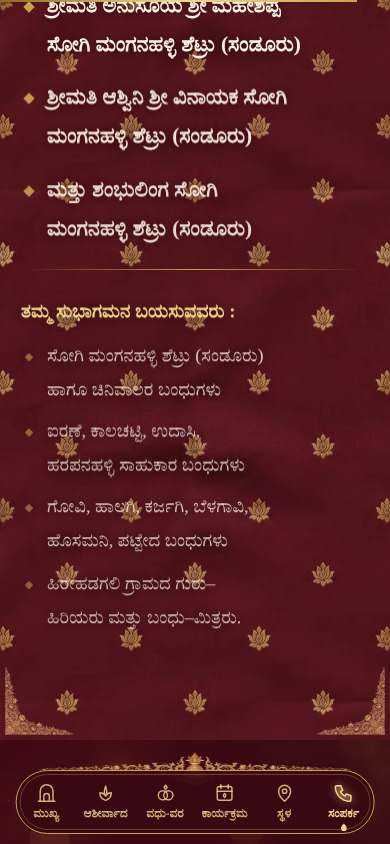 ಶ್ರೀಮತಿ ಅನುಸೂಯ ಶ್ರೀ ಮಹೇಶಪ್ಪ
ಸೋಗಿ ಮಂಗನಹಳ್ಳಿ ಶೆಟ್ರು (ಸಂಡೂರು)
ಶ್ರೀಮತಿ ಆಶ್ವಿನಿ ಶ್ರೀ ವಿನಾಯಕ ಸೋಗಿ
ಮಂಗನಹಳ್ಳಿ ಶೆಟ್ರು (ಸಂಡೂರು)
ಮತ್ತು ಶಂಭುಲಿಂಗ ಸೋಗಿ
ಮಂಗನಹಳ್ಳಿ ಶೆಟ್ರು (ಸಂಡೂರು)
ತಮ್ಮ ಸುಭಾಗಮನ ಬಯಸುವವರು :
ಸೋಗಿ ಮಂಗನಹಳ್ಳಿ ಶೆಟ್ರು (ಸಂಡೂರು)
ಹಾಗೂ ಚಿನಿವಾಲರ ಬಂಧುಗಳು
ಐರಣಿ, ಕಾಲಚಟ್ಟಿ, ಉದಾಸಿ,
ಹರಪನಹಳ್ಳಿ ಸಾಹುಕಾರ ಬಂಧುಗಳು
ಗೋವಿ, ಹಾಲಗಿ, ಕರ್ಜಗಿ, ಬೆಳಗಾವಿ,
ಹೊಸಮನಿ, ಪಟ್ವೇದ ಬಂಧುಗಳು
ಹಿರೇಹಡಗಲಿ ಗ್ರಾಮದ ಗುರು–
ಹಿರಿಯರು ಮತ್ತು ಬಂಧು–ಮಿತ್ರರು.
ಮುಖ್ಯ ಆಶೀರ್ವಾದ ವಧು-ವರ ಕಾರ್ಯಕ್ರಮ ಸ್ಥಳ ಸಂಪರ್ಕ